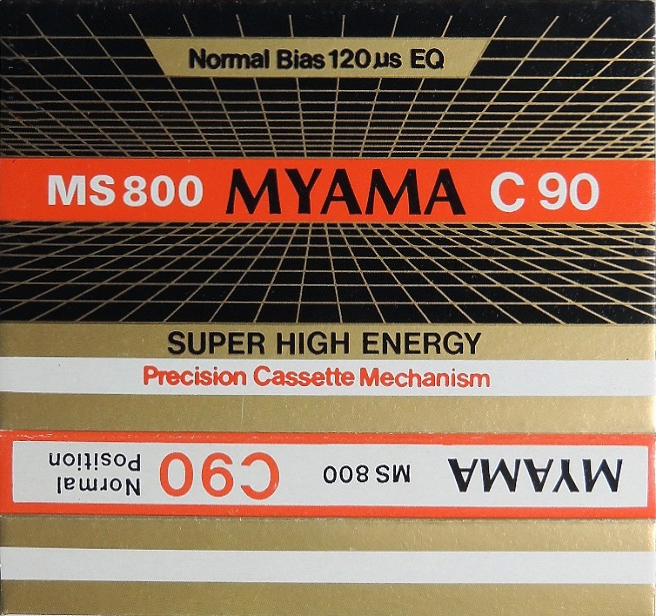 Normal Bias 120 µs EQ
MS 800 MYAMA C 90
SUPER HIGH ENERGY
Precision Cassette Mechanism
MYAMA MS 800 C90 Normal Position